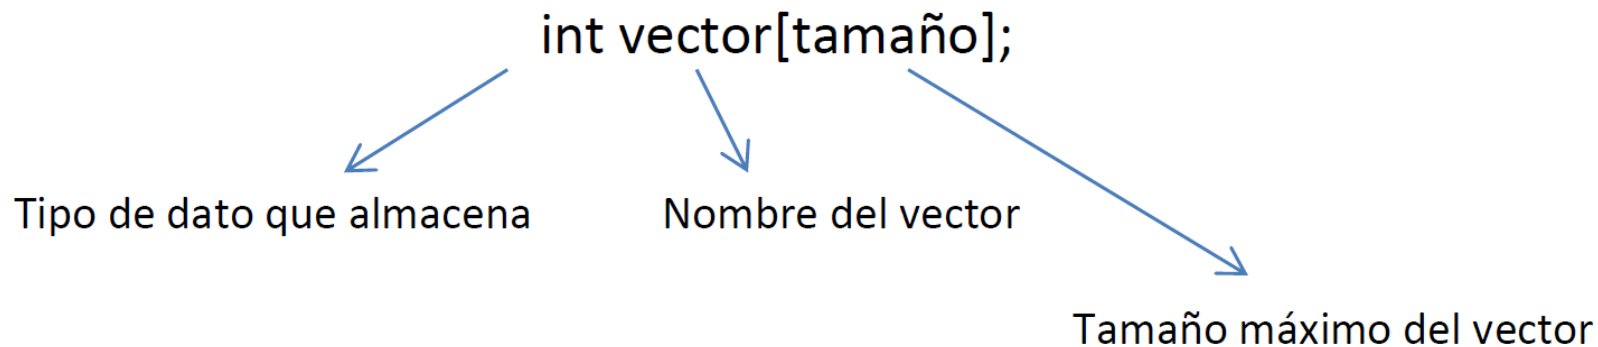 int vector[tamaño];
Tipo de dato que almacena
Nombre del vector
Tamaño máximo del vector